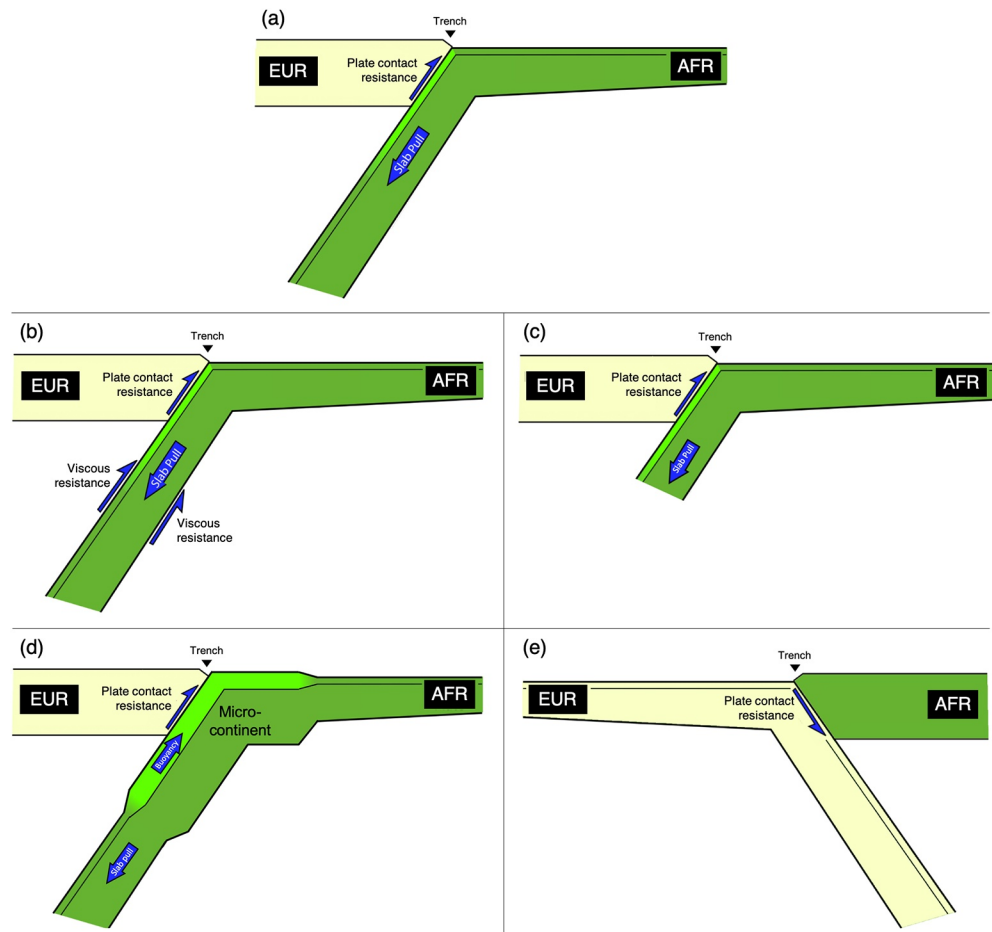 (a)
Trench
EUR
Plate contact
resistance
AFR
Slab Pull
(b)
Trench
EUR
Plate contact
resistance
AFR
Slab Pull
Viscous
resistance
Viscous
resistance
(c)
Trench
EUR
Plate contact
resistance
AFR
Slab Pull
(d)
Trench
EUR
Plate contact
resistance
AFR
Micro-
continent
Buoyancy
Slab pull
(e)
Trench
EUR
Plate contact
resistance
AFR